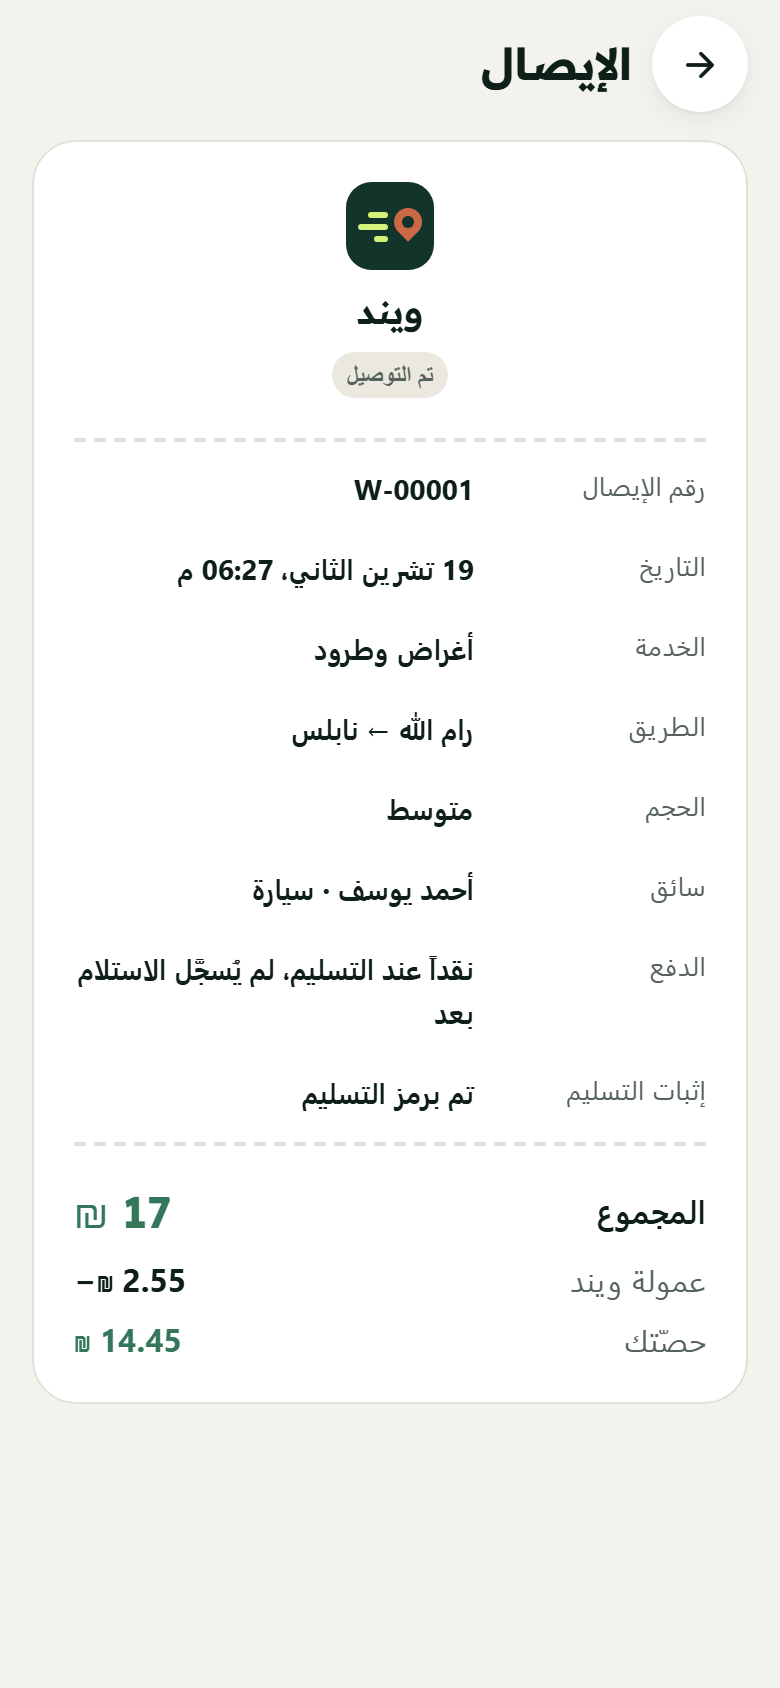 الإيصال
ويند
تم التوصيل
رقم الإيصال W-00001
التاريخ 19 تشرين الثاني، 06:27 م
الخدمة أغراض وطرود
الطريق رام الله ← نابلس
الحجم متوسط
سائق أحمد يوسف · سيارة
الدفع نقداً عند التسليم، لم يُسجَّل الاستلام
بعد
إثبات التسليم تم برمز التسليم
المجموع 17 ₪
عمولة ويند 2.55 ₪−
حصّتك 14.45 ₪